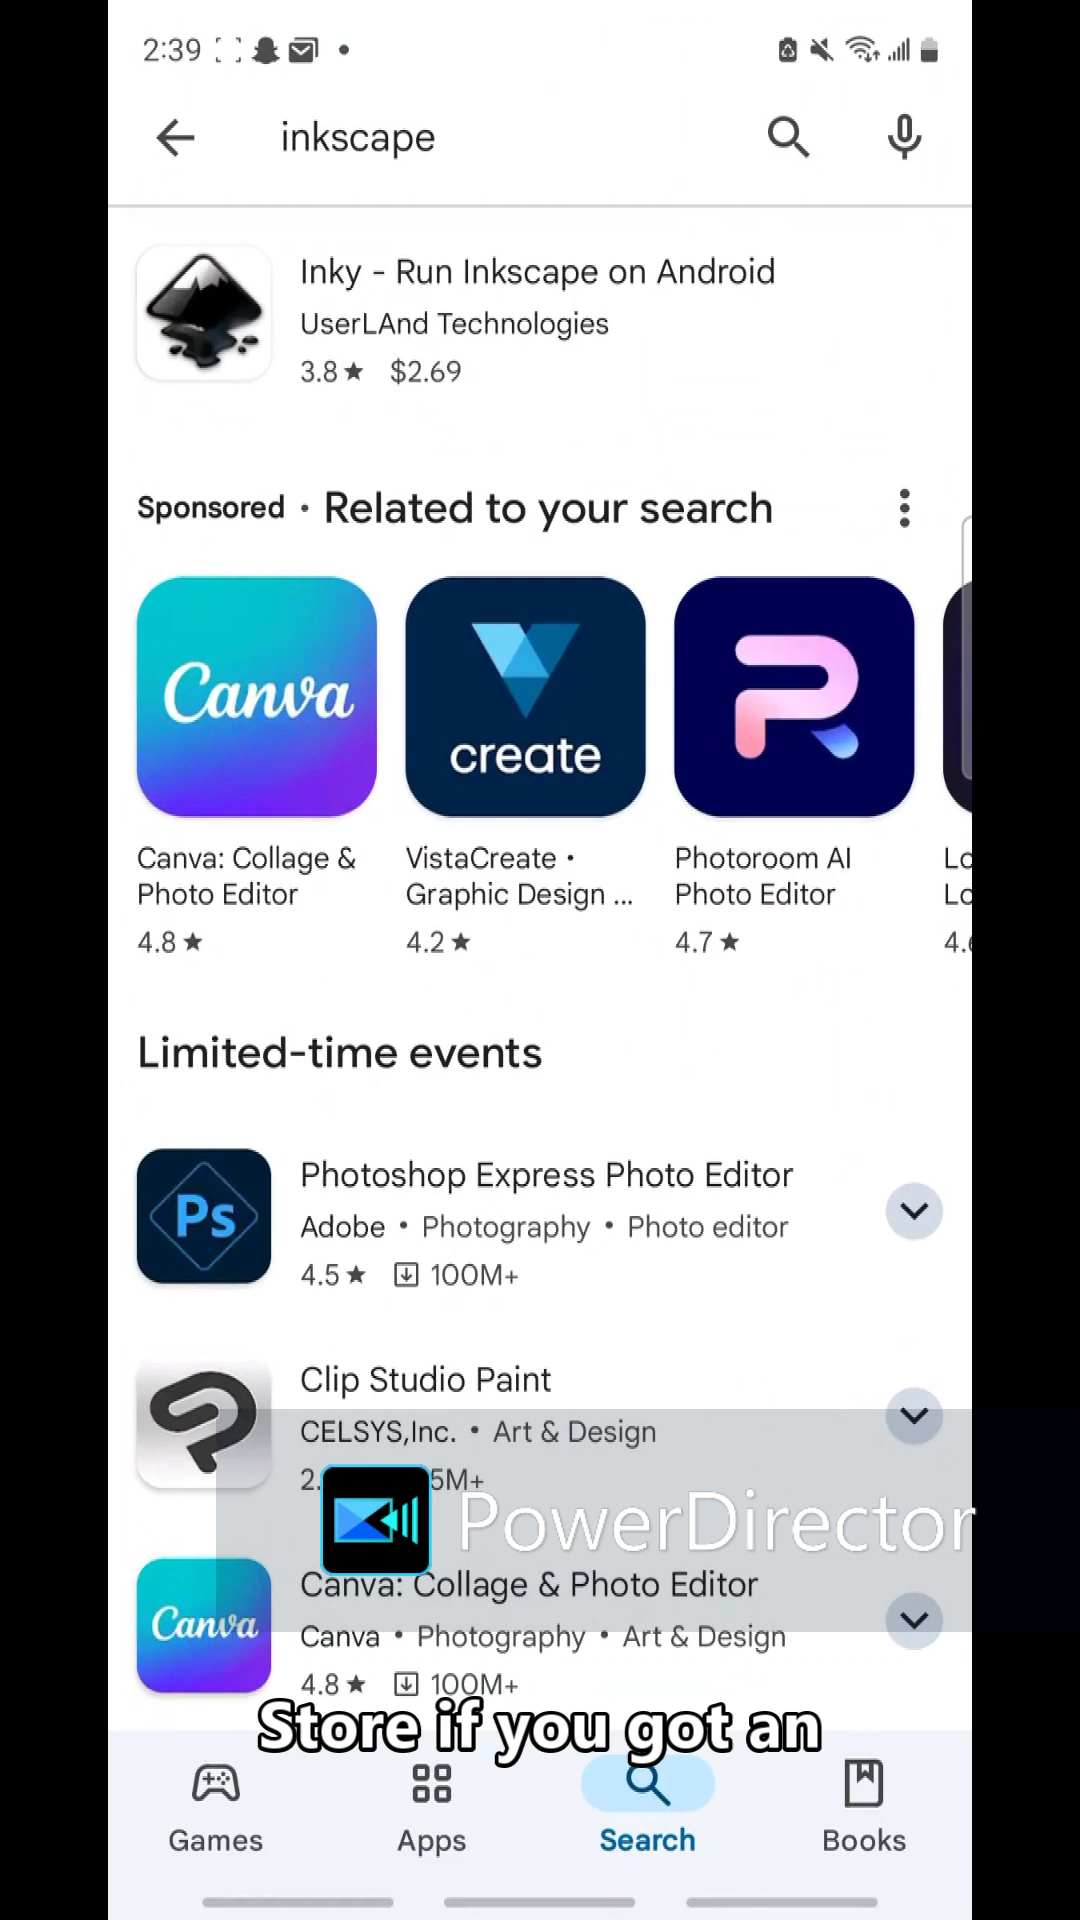 2:39
inkscape
Inky - Run Inkscape on Android
UserLAnd Technologies
3.8★ $2.69
Sponsored • Related to your search
Canva
create
Canva: Collage &
Photo Editor
4.8★
VistaCreate •
Graphic Design ...
4.2★
Photoroom AI
Photo Editor
4.7★
Limited-time events
Ps
Photoshop Express Photo Editor
Adobe • Photography • Photo editor
4.5★ 100M+
Clip Studio Paint
CELSYS,Inc. • Art & Design
5M+
PowerDirector
Canva
Canva: Collage & Photo Editor
Canva • Photography • Art & Design
4.8★ 100M+
Store if you got an
Games
Apps
Search
Books